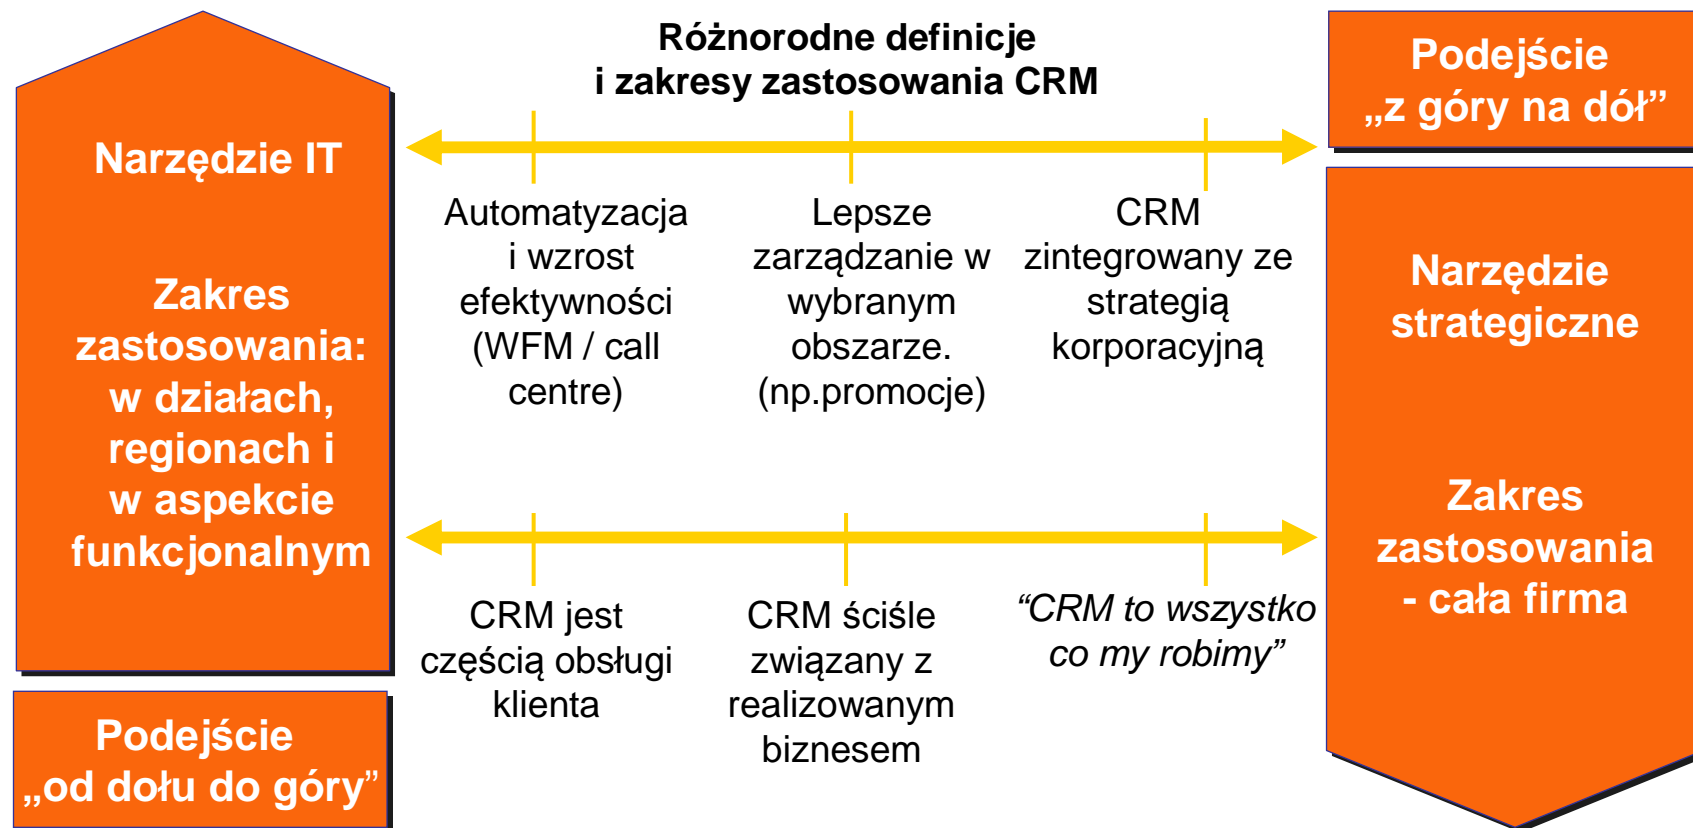 Różnorodne definicje
i zakresy zastosowania CRM
Narzędzie IT
Zakres
zastosowania:
w działach,
regionach i
w aspekcie
funkcjonalnym
Podejście
„od dołu do góry”
Automatyzacja
i wzrost
efektywności
(WFM / call
centre)
Lepsze
zarządzanie w
wybranym
obszarze.
(np.promocje)
CRM
zintegrowany ze
strategią
korporacyjną
CRM jest
częścią obsługi
klienta
CRM ściśle
związany z
realizowanym
biznesem
“CRM to wszystko
co my robimy”
Podejście
„z góry na dół”
Narzędzie
strategiczne
Zakres
zastosowania
- cała firma